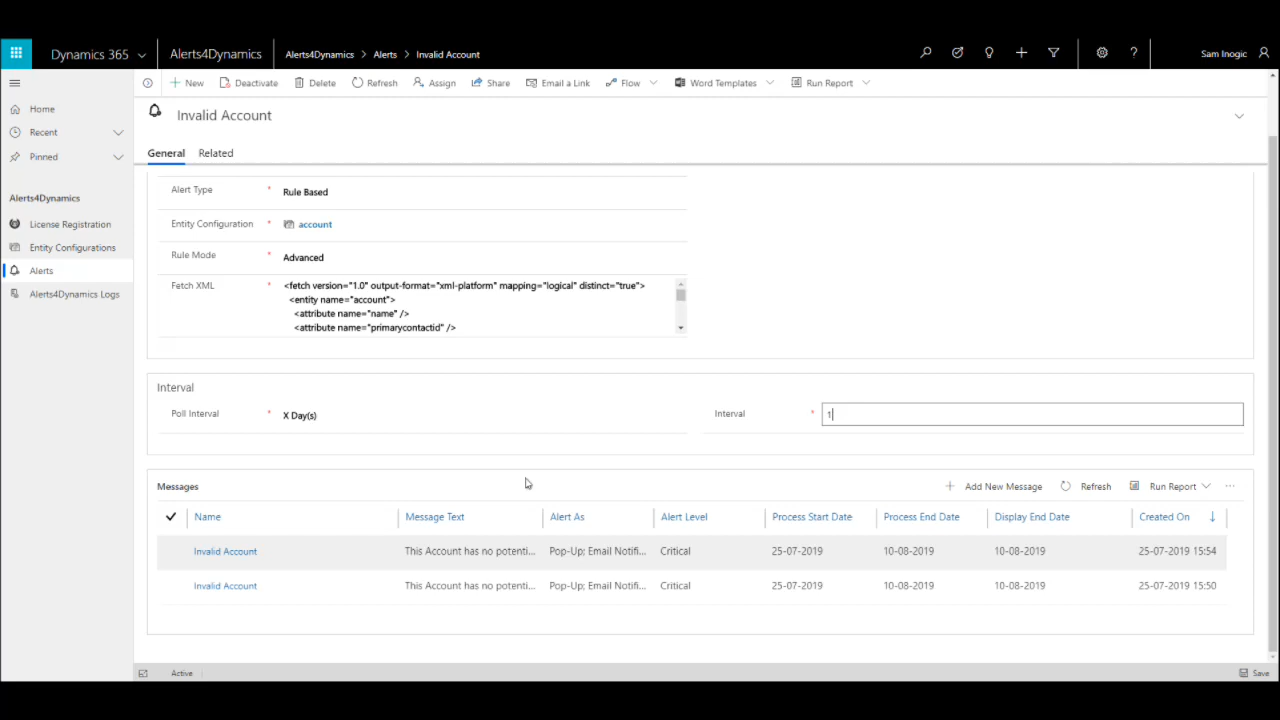 Dynamics 365 Alerts4Dynamics Alerts4Dynamics > Alerts > Invalid Account Sam Inogic
New Deactivate Delete Refresh Assign Share Email a Link Flow Word Templates Run Report
Home
Recent
Pinned
Alerts4Dynamics
License Registration
Entity Configurations
Alerts
Alerts4Dynamics Logs
Invalid Account
General Related
Alert Type * Rule Based
Entity Configuration * account
Rule Mode * Advanced
Fetch XML * <fetch version="1.0" output-format="xml-platform" mapping="logical" distinct="true">
<entity name="account">
<attribute name="name" />
<attribute name="primarycontactid" />
Interval
Poll Interval * X Day(s) Interval * 1
Messages Add New Message Refresh Run Report ...
Name Message Text Alert As Alert Level Process Start Date Process End Date Display End Date Created On
Invalid Account This Account has no potenti... Pop-Up; Email Notifi... Critical 25-07-2019 10-08-2019 10-08-2019 25-07-2019 15:54
Invalid Account This Account has no potenti... Pop-Up; Email Notifi... Critical 25-07-2019 10-08-2019 10-08-2019 25-07-2019 15:50
Active Save